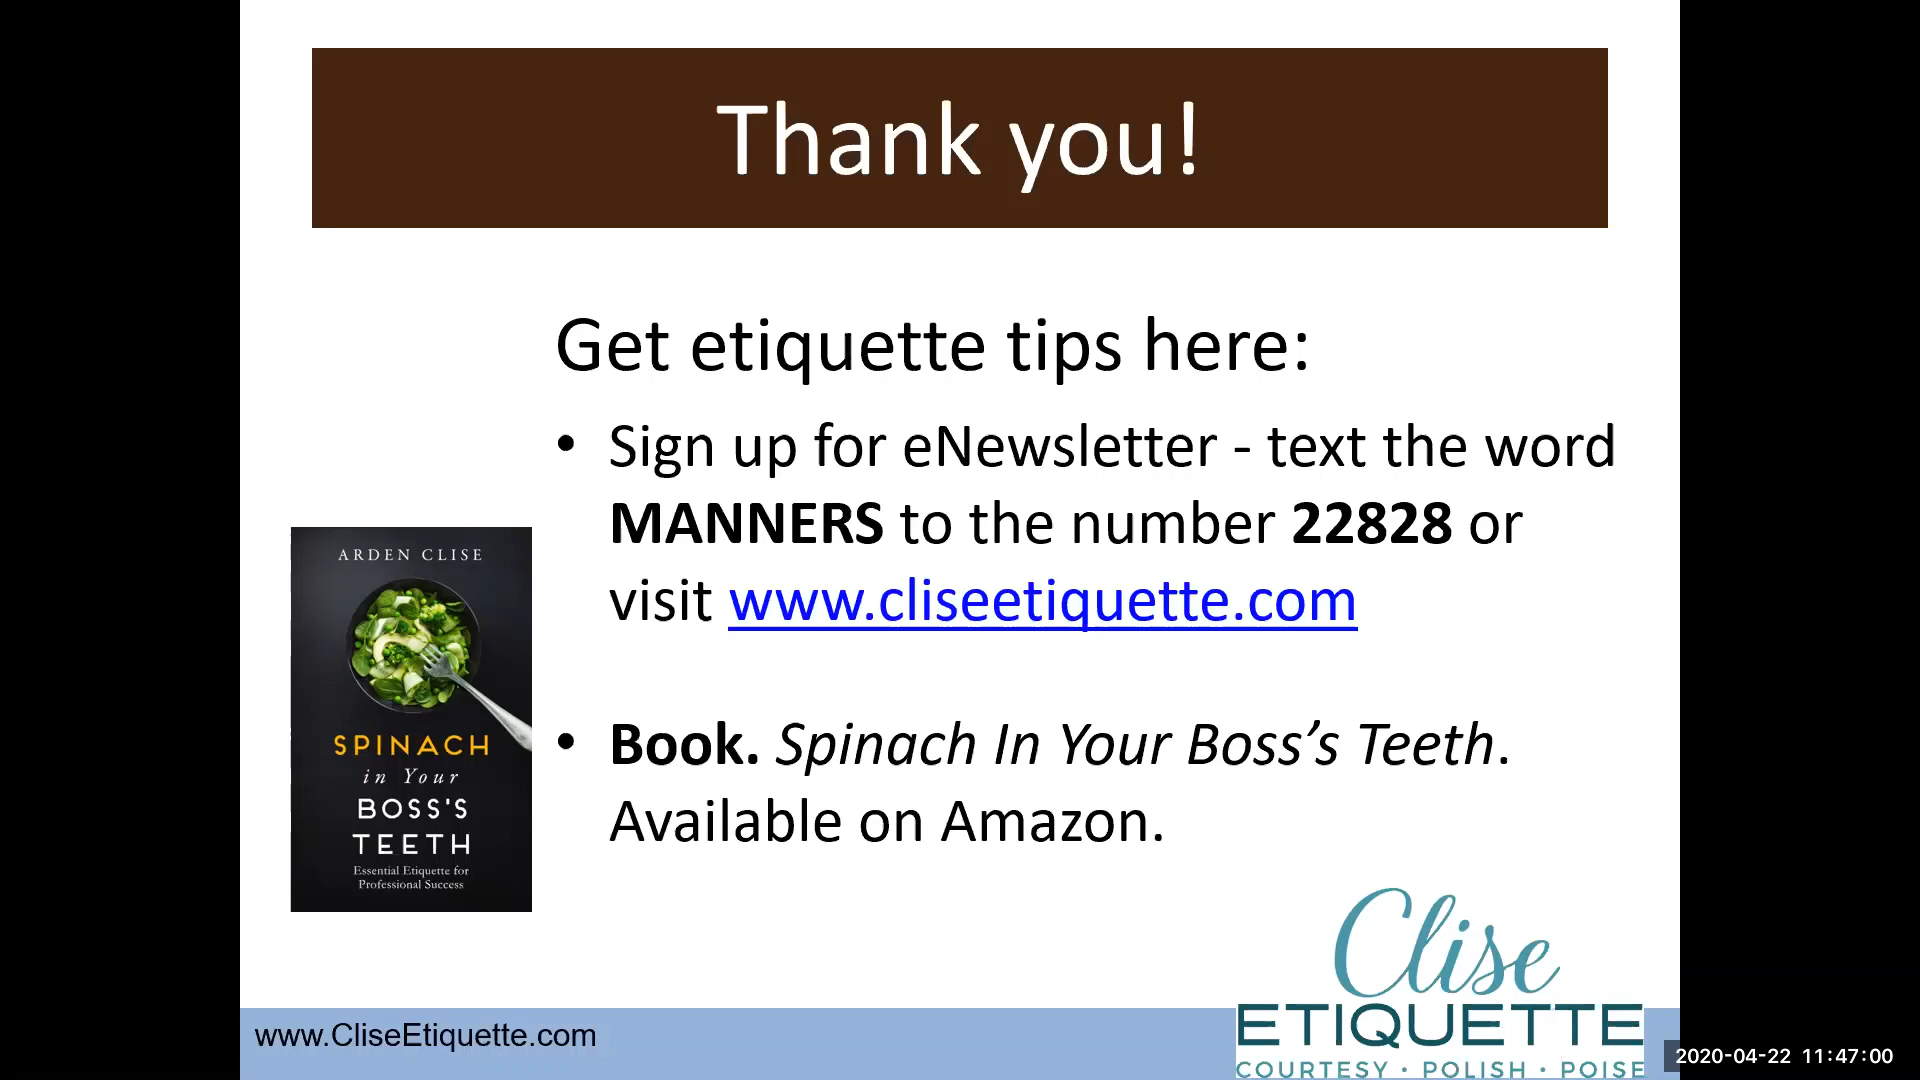 Thank you!
Get etiquette tips here:
• Sign up for eNewsletter - text the word
MANNERS to the number 22828 or
visit www.cliseetiquette.com
ARDEN CLISE
SPINACH
in Your
BOSS'S
TEETH
Essential Etiquette for
Professional Success
• Book. Spinach In Your Boss’s Teeth.
Available on Amazon.
Clise
ETIQUETTE
COURTESY · POLISH · POISE
www.CliseEtiquette.com
2020-04-22 11:47:00